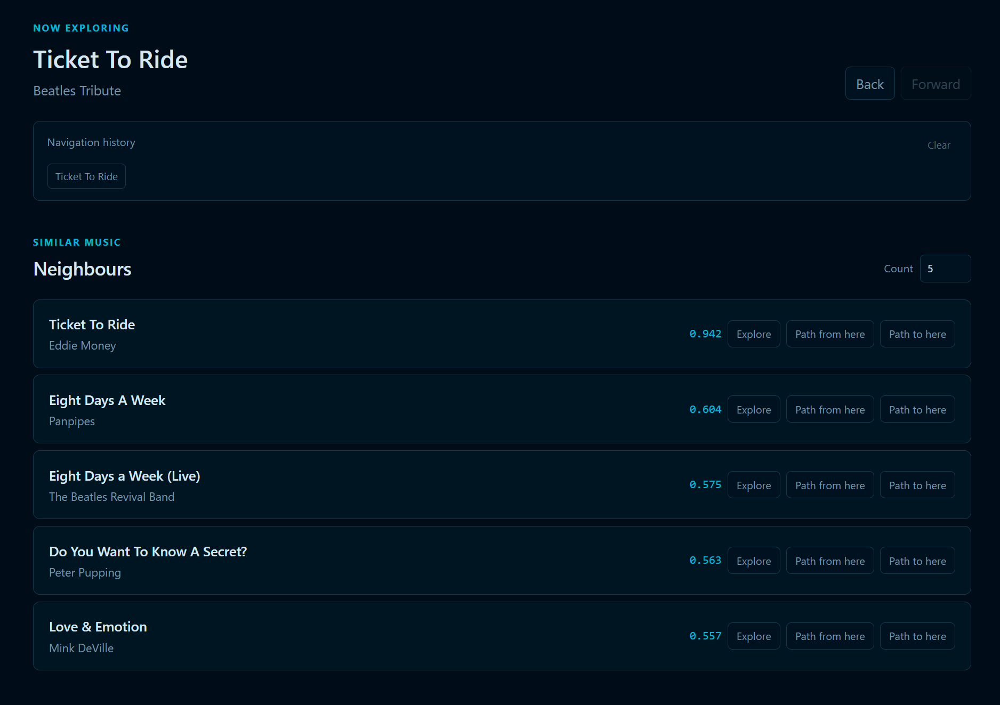 NOW EXPLORING
Ticket To Ride
Beatles Tribute
Back
Forward
Navigation history
Clear
Ticket To Ride
SIMILAR MUSIC
Neighbours
Count 5
Ticket To Ride
Eddie Money
0.942 Explore Path from here Path to here
Eight Days A Week
Panpipes
0.604 Explore Path from here Path to here
Eight Days a Week (Live)
The Beatles Revival Band
0.575 Explore Path from here Path to here
Do You Want To Know A Secret?
Peter Pupping
0.563 Explore Path from here Path to here
Love & Emotion
Mink DeVille
0.557 Explore Path from here Path to here